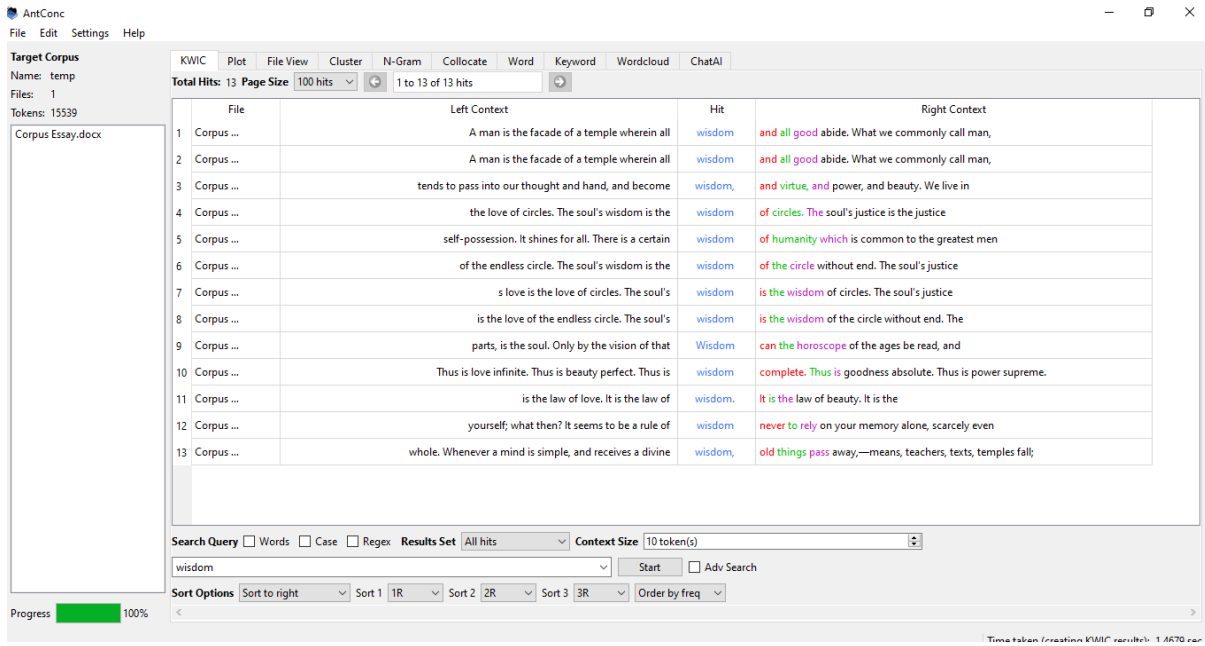 AntConc
File Edit Settings Help
Target Corpus
Name: temp
Files: 1
Tokens: 15539
Corpus Essay.docx
Progress 100%
KWIC Plot File View Cluster N-Gram Collocate Word Keyword Wordcloud ChatAI
Total Hits: 13 Page Size 100 hits 1 to 13 of 13 hits
File Left Context Hit Right Context
1 Corpus ... A man is the facade of a temple wherein all wisdom and all good abide. What we commonly call man,
2 Corpus ... A man is the facade of a temple wherein all wisdom and all good abide. What we commonly call man,
3 Corpus ... tends to pass into our thought and hand, and become wisdom, and virtue, and power, and beauty. We live in
4 Corpus ... the love of circles. The soul's wisdom is the wisdom of circles. The soul's justice is the justice
5 Corpus ... self-possession. It shines for all. There is a certain wisdom of humanity which is common to the greatest men
6 Corpus ... of the endless circle. The soul's wisdom is the wisdom of the circle without end. The soul's justice
7 Corpus ... s love is the love of circles. The soul's wisdom is the wisdom of circles. The soul's justice
8 Corpus ... is the love of the endless circle. The soul's wisdom is the wisdom of the circle without end. The
9 Corpus ... parts, is the soul. Only by the vision of that Wisdom can the horoscope of the ages be read, and
10 Corpus ... Thus is love infinite. Thus is beauty perfect. Thus is wisdom complete. Thus is goodness absolute. Thus is power supreme.
11 Corpus ... is the law of love. It is the law of wisdom. It is the law of beauty. It is the
12 Corpus ... yourself; what then? It seems to be a rule of wisdom never to rely on your memory alone, scarcely even
13 Corpus ... whole. Whenever a mind is simple, and receives a divine wisdom, old things pass away,—means, teachers, texts, temples fall;
Search Query Words Case Regex Results Set All hits Context Size 10 token(s)
wisdom Start Adv Search
Sort Options Sort to right Sort 1 1R Sort 2 2R Sort 3 3R Order by freq
Time taken (creating KWIC results): 1.4679 sec